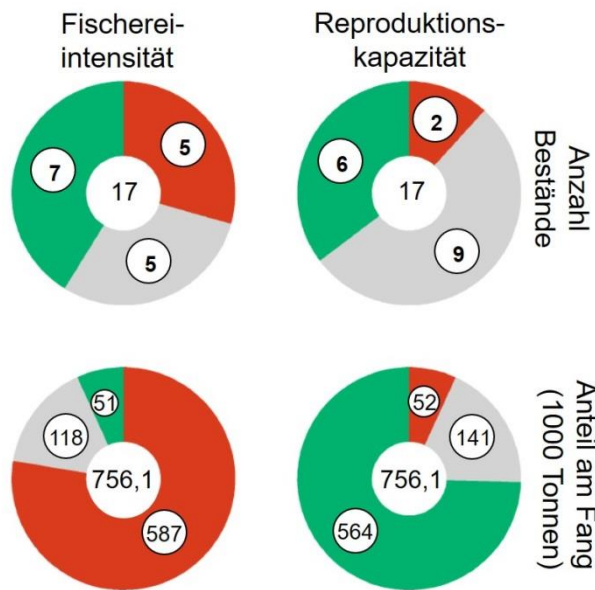 Fischerei-
intensität
Reproduktions-
kapazität
5
7
17
5
2
6
17
9
Anzahl
Bestände
51
118
756,1
587
52
141
756,1
564
Anteil am Fang
(1000 Tonnen)